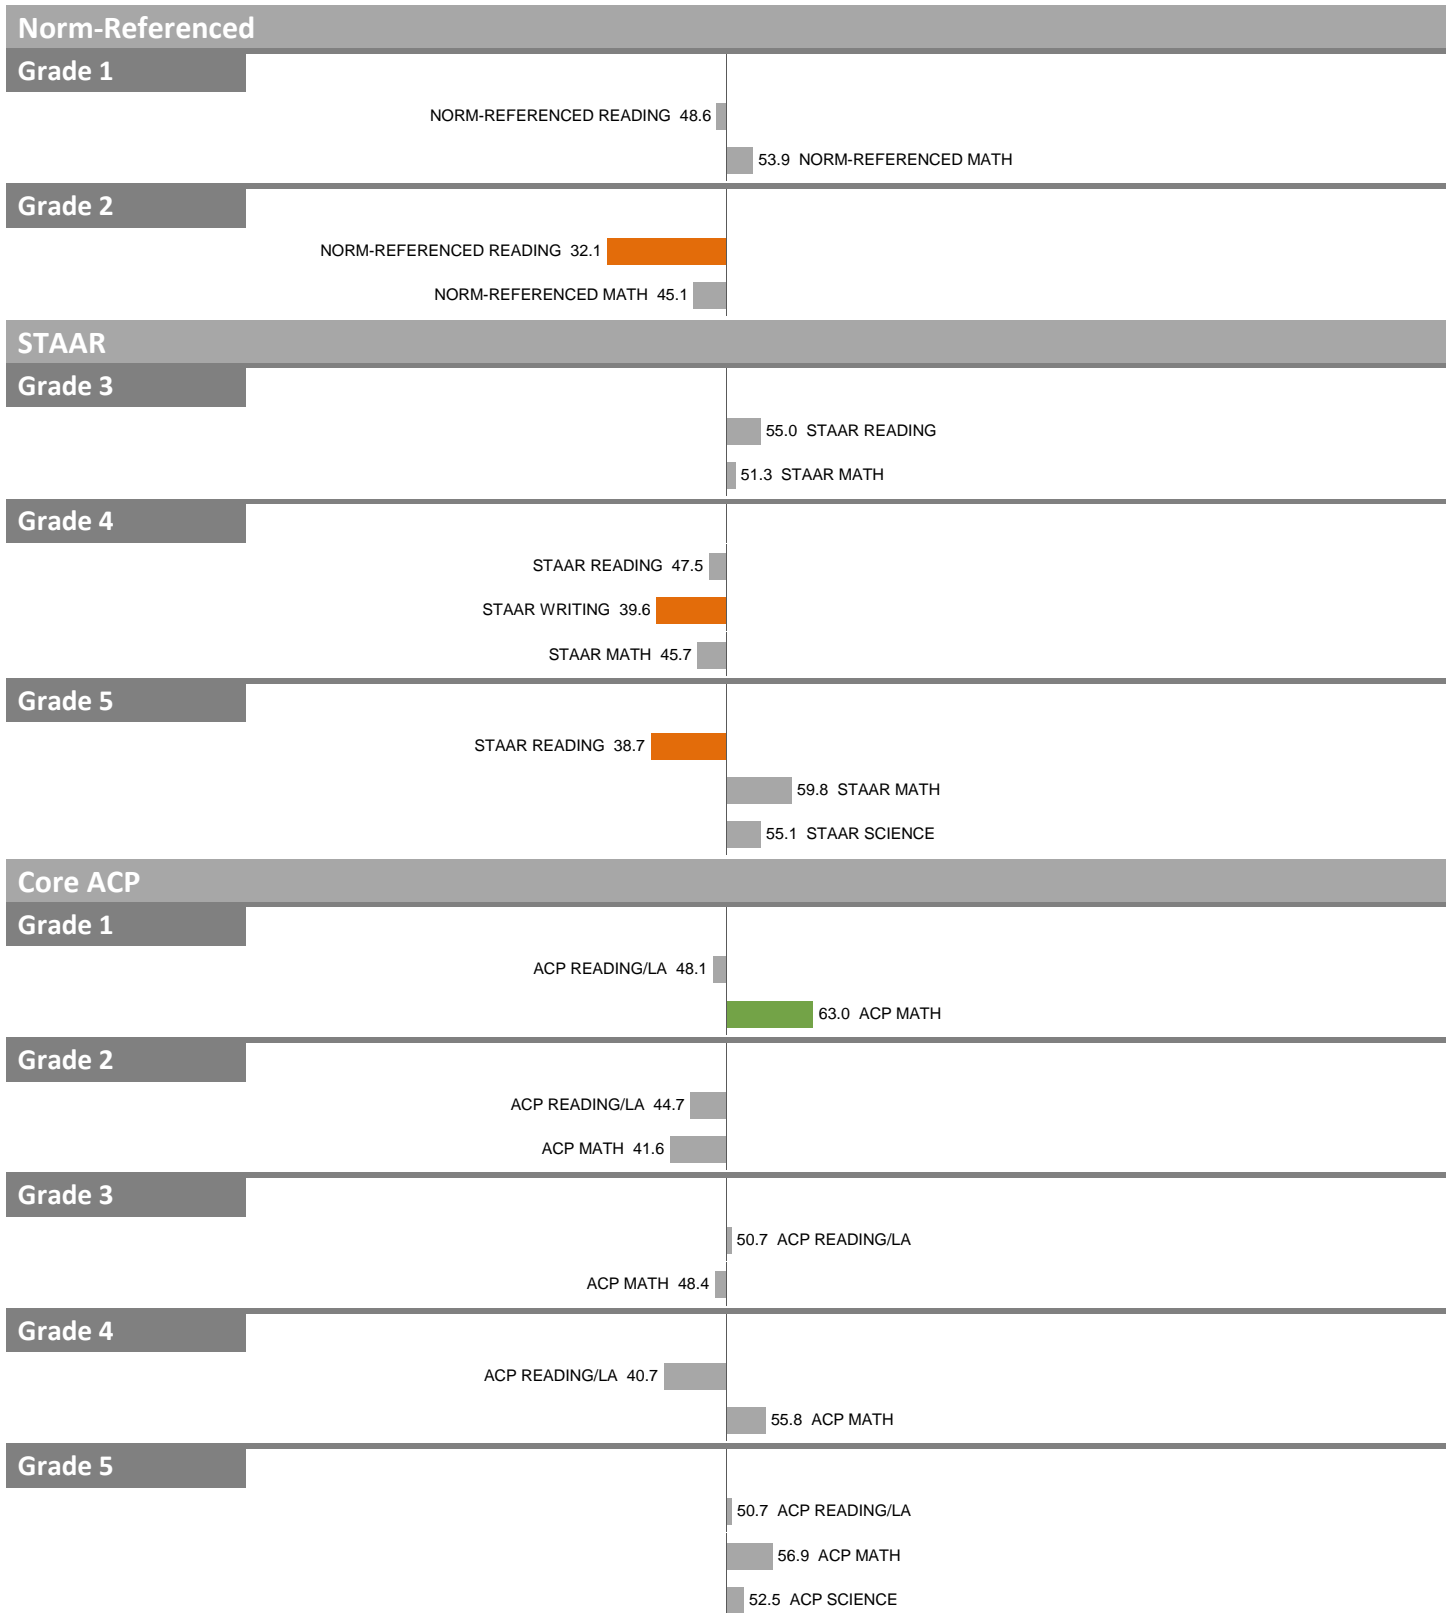 Norm-Referenced
Grade 1
NORM-REFERENCED READING 48.6
53.9 NORM-REFERENCED MATH
Grade 2
NORM-REFERENCED READING 32.1
NORM-REFERENCED MATH 45.1
STAAR
Grade 3
55.0 STAAR READING
51.3 STAAR MATH
Grade 4
STAAR READING 47.5
STAAR WRITING 39.6
STAAR MATH 45.7
Grade 5
STAAR READING 38.7
59.8 STAAR MATH
55.1 STAAR SCIENCE
Core ACP
Grade 1
ACP READING/LA 48.1
63.0 ACP MATH
Grade 2
ACP READING/LA 44.7
ACP MATH 41.6
Grade 3
50.7 ACP READING/LA
ACP MATH 48.4
Grade 4
ACP READING/LA 40.7
55.8 ACP MATH
Grade 5
50.7 ACP READING/LA
56.9 ACP MATH
52.5 ACP SCIENCE